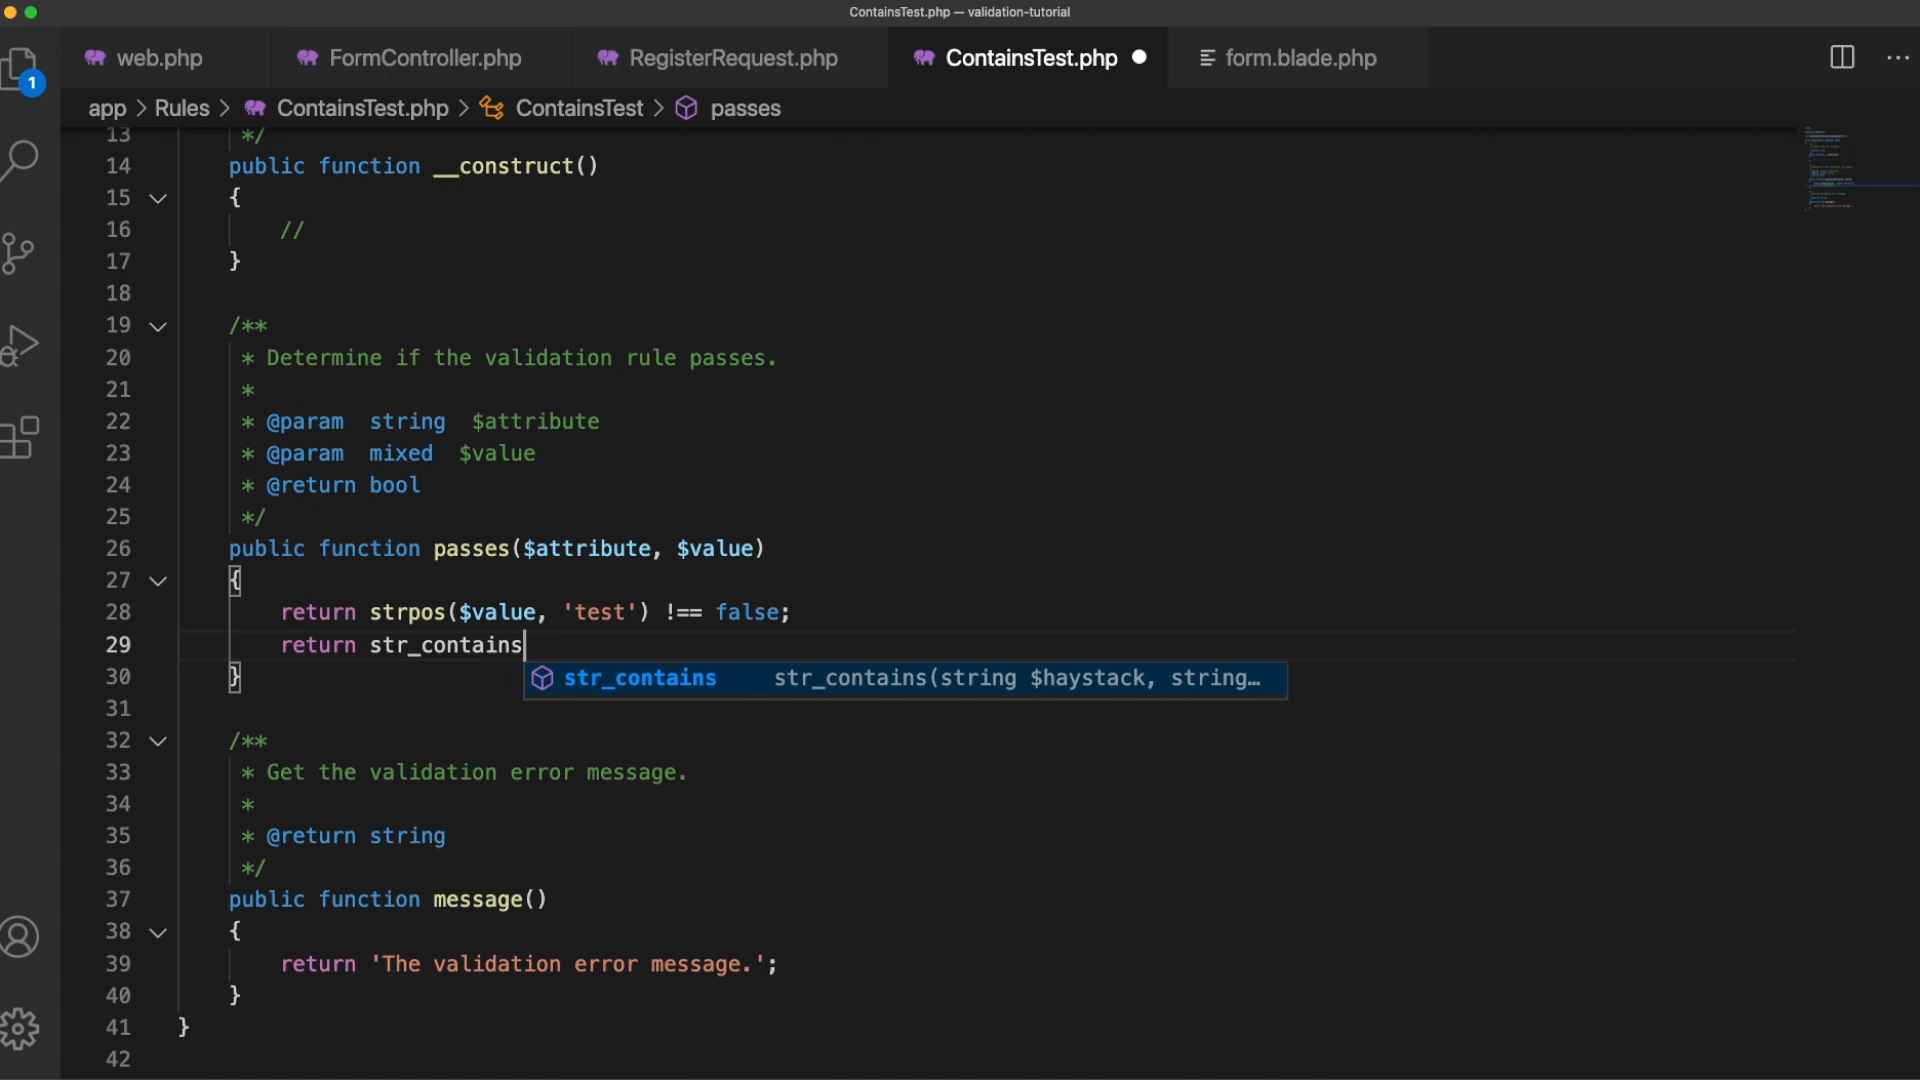 ContainsTest.php — validation-tutorial
web.php
FormController.php
RegisterRequest.php
ContainsTest.php
form.blade.php
1
app > Rules > ContainsTest.php > ContainsTest > passes
13 */
14 public function __construct()
15 {
16 //
17 }
18
19 /**
20 * Determine if the validation rule passes.
21 *
22 * @param  string  $attribute
23 * @param  mixed  $value
24 * @return bool
25 */
26 public function passes($attribute, $value)
27 {
28 return strpos($value, 'test') !== false;
29 return str_contains
str_contains str_contains(string $haystack, string…
30 }
31
32 /**
33 * Get the validation error message.
34 *
35 * @return string
36 */
37 public function message()
38 {
39 return 'The validation error message.';
40 }
41 }
42